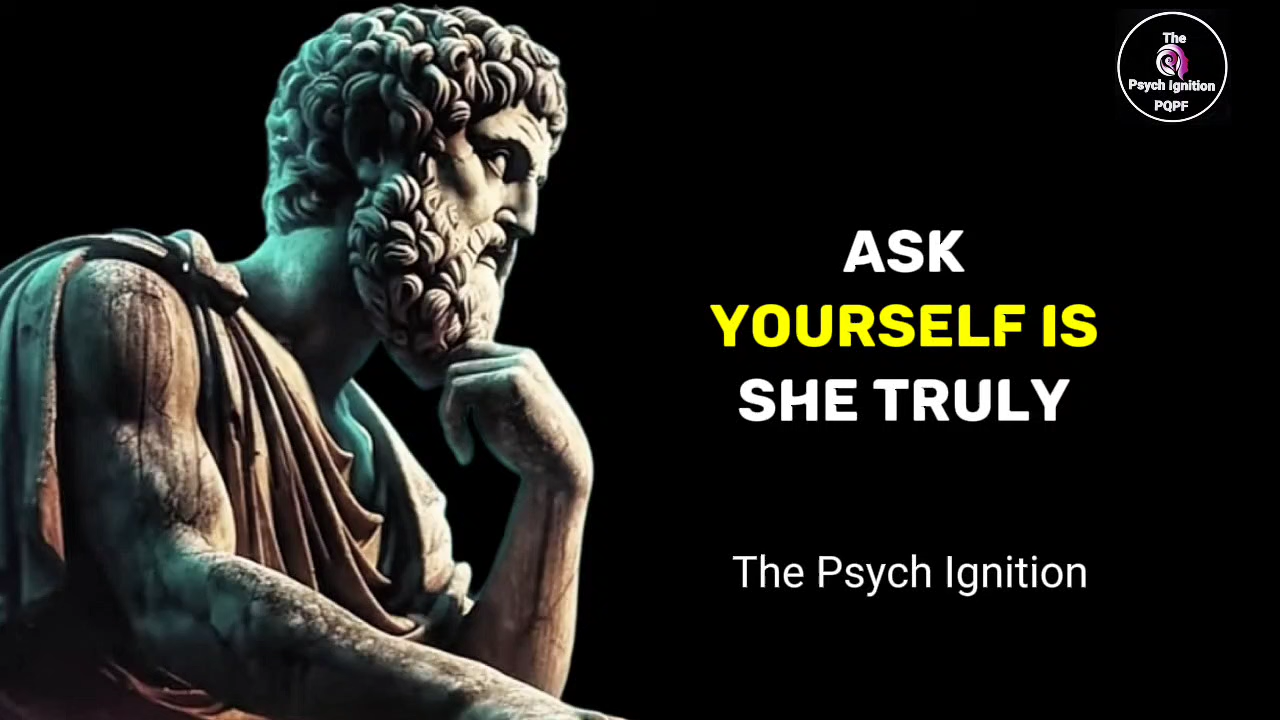 The
Psych Ignition
PQPF
ASK
YOURSELF IS
SHE TRULY
The Psych Ignition